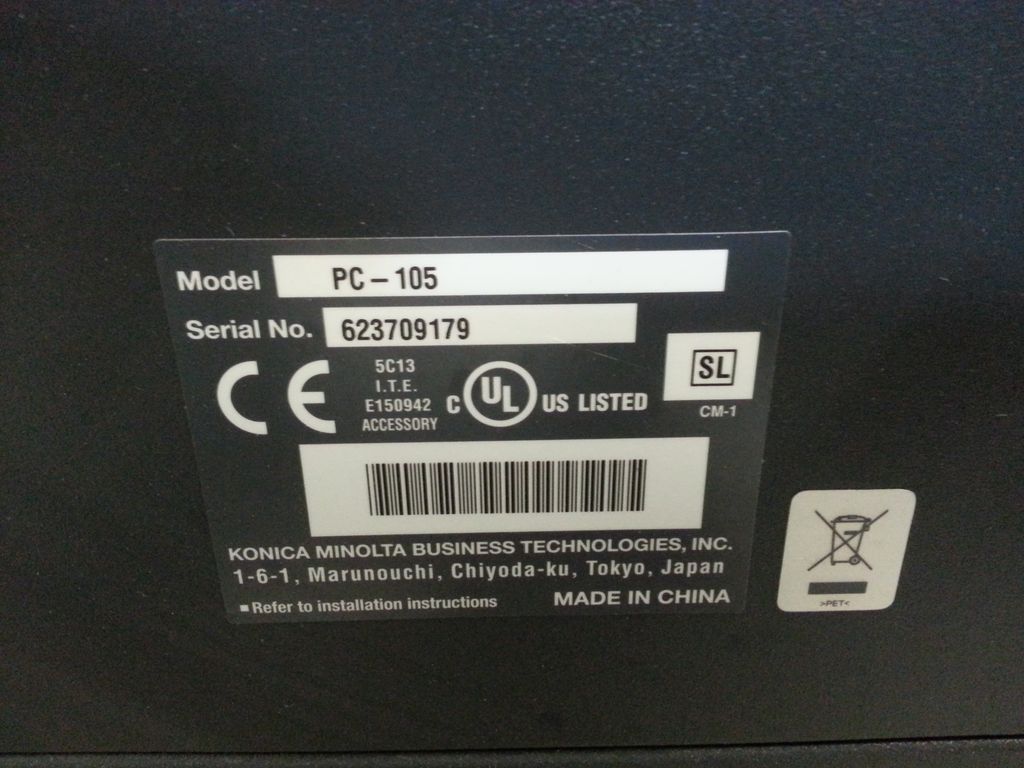 Model PC-105
Serial No. 623709179
CE
5C13
I.T.E.
E150942
ACCESSORY
C UL US LISTED
SL
CM-1
KONICA MINOLTA BUSINESS TECHNOLOGIES, INC.
1-6-1, Marunouchi, Chiyoda-ku, Tokyo, Japan
■Refer to installation instructions
MADE IN CHINA
>PET<